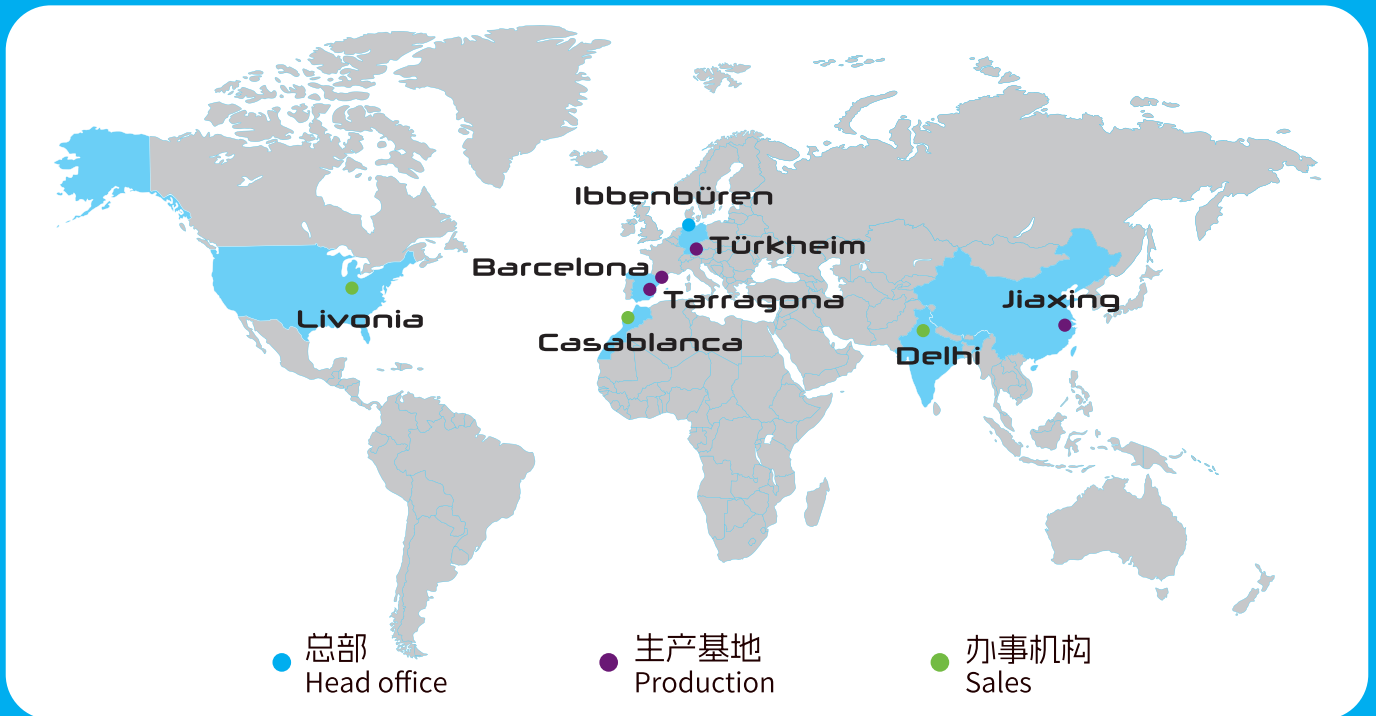 Ibbenbüren
Türkheim
Barcelona
Tarragona
Jiaxing
Livonia
Casablanca
Delhi
总部
Head office
生产基地
Production
办事机构
Sales